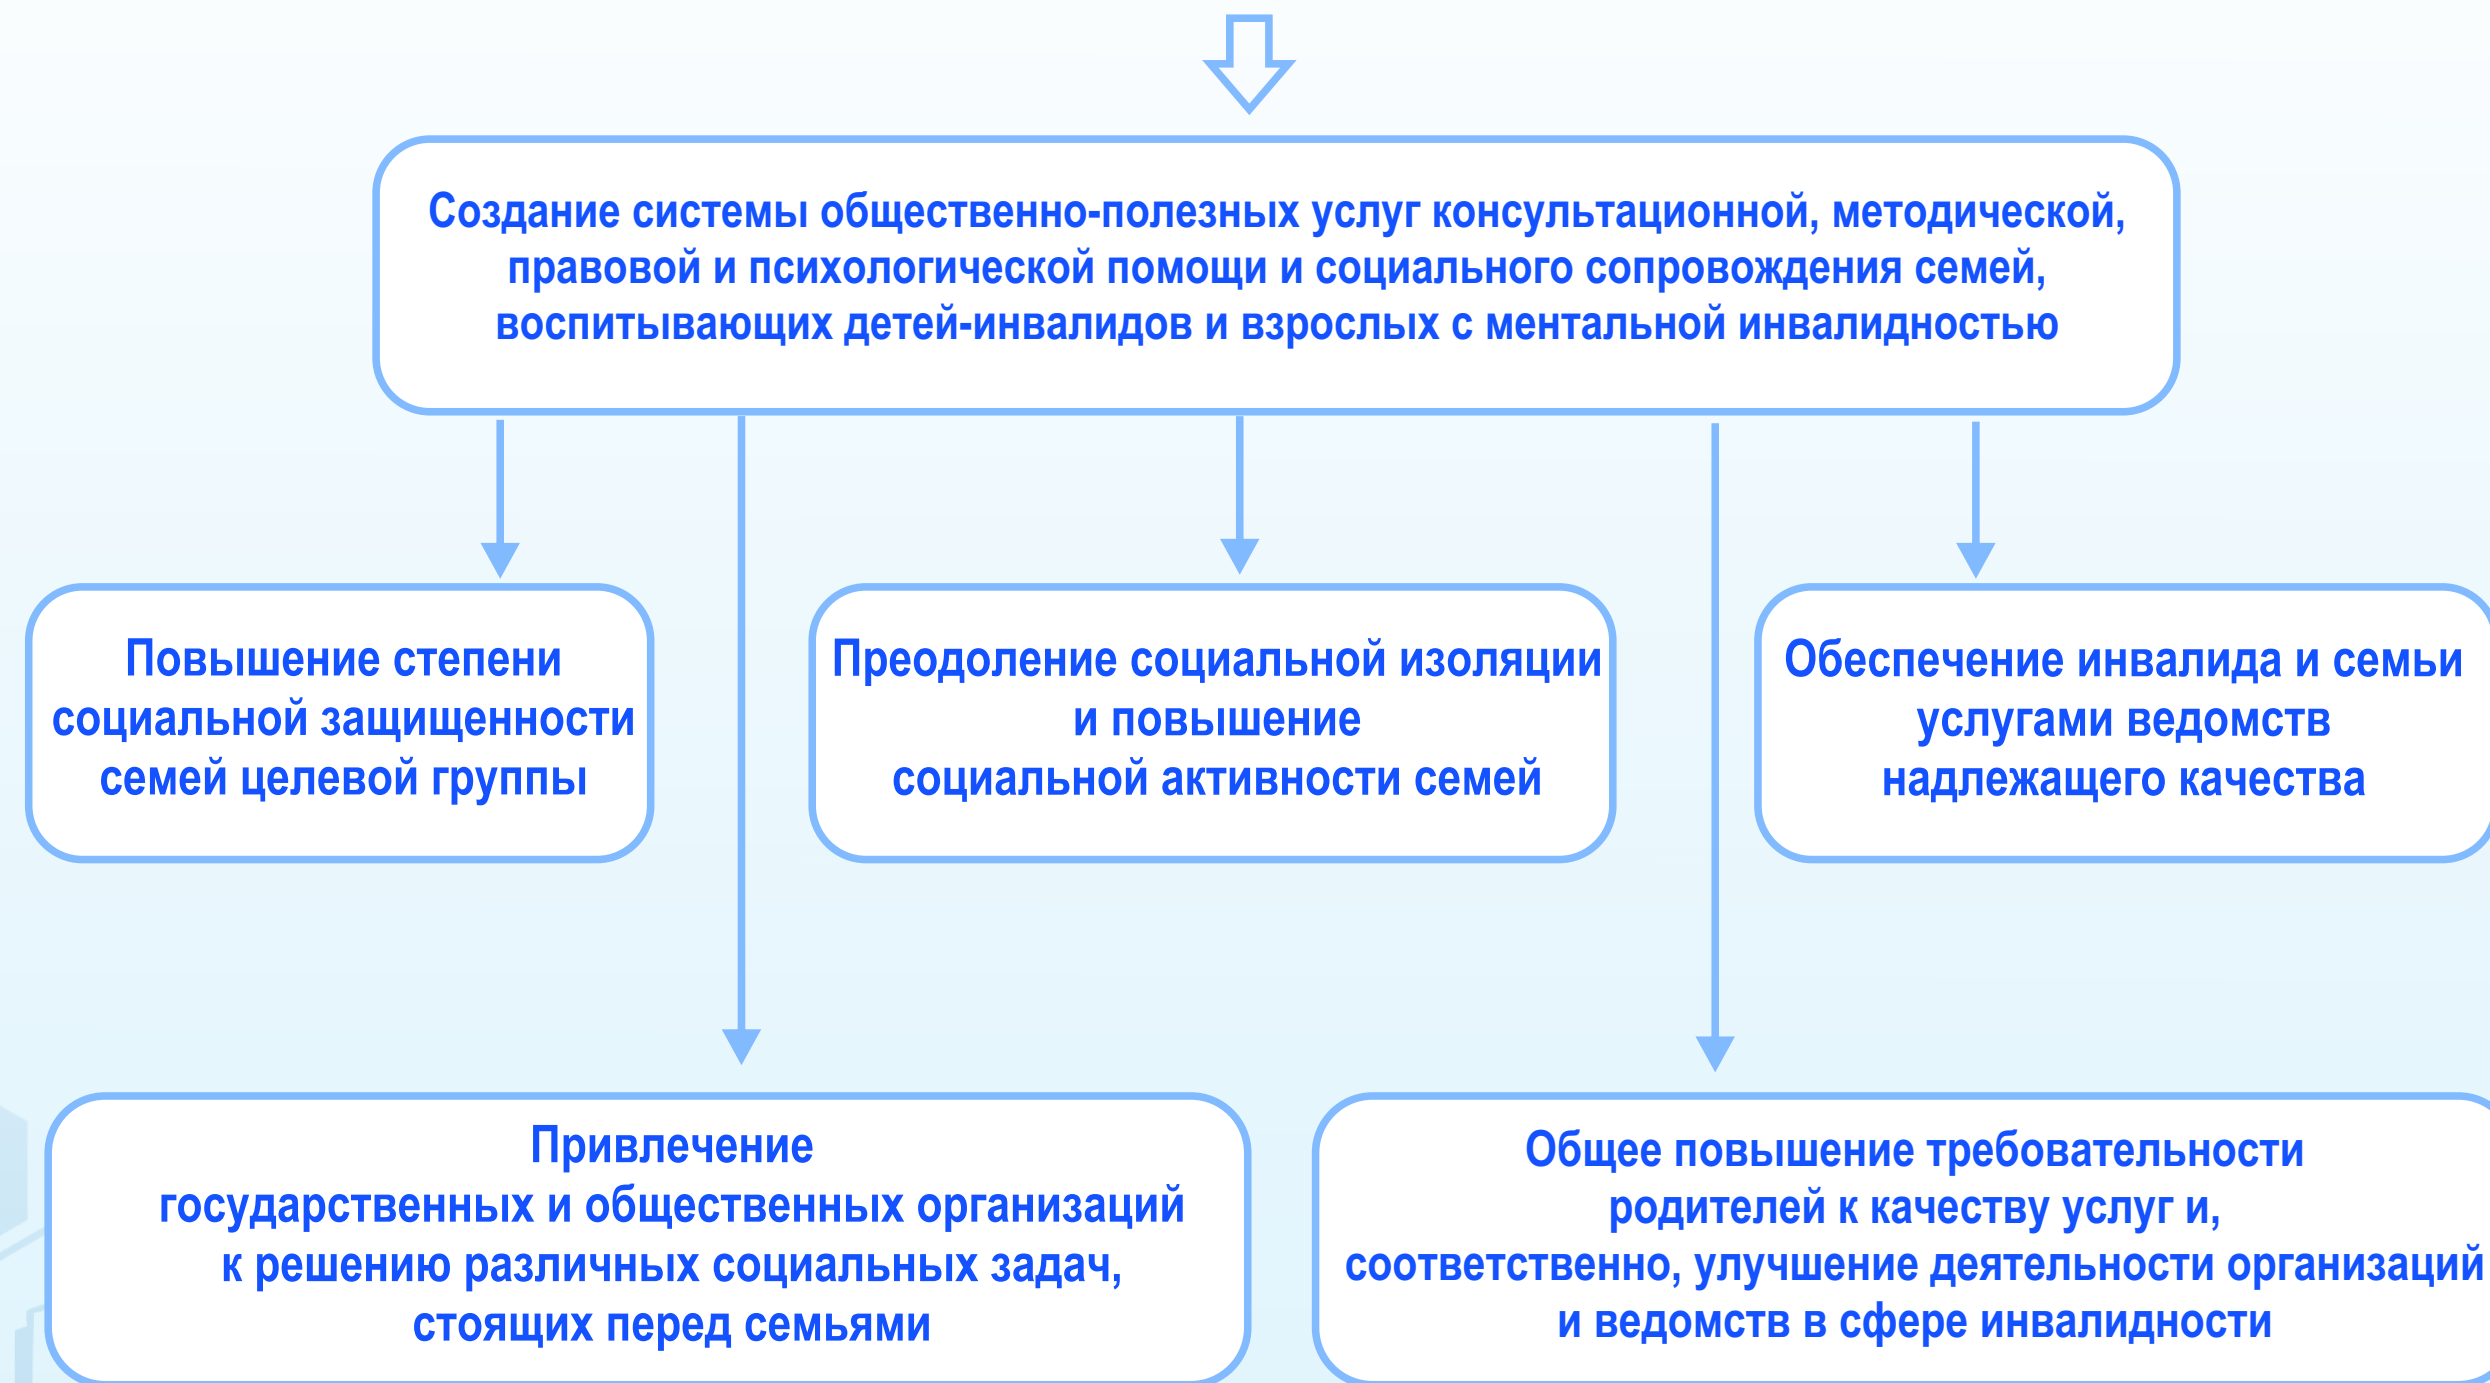 Создание системы общественно-полезных услуг консультационной, методической,
правовой и психологической помощи и социального сопровождения семей,
воспитывающих детей-инвалидов и взрослых с ментальной инвалидностью
Повышение степени
социальной защищенности
семей целевой группы
Преодоление социальной изоляции
и повышение
социальной активности семей
Обеспечение инвалида и семьи
услугами ведомств
надлежащего качества
Привлечение
государственных и общественных организаций
к решению различных социальных задач,
стоящих перед семьями
Общее повышение требовательности
родителей к качеству услуг и,
соответственно, улучшение деятельности организаций
и ведомств в сфере инвалидности